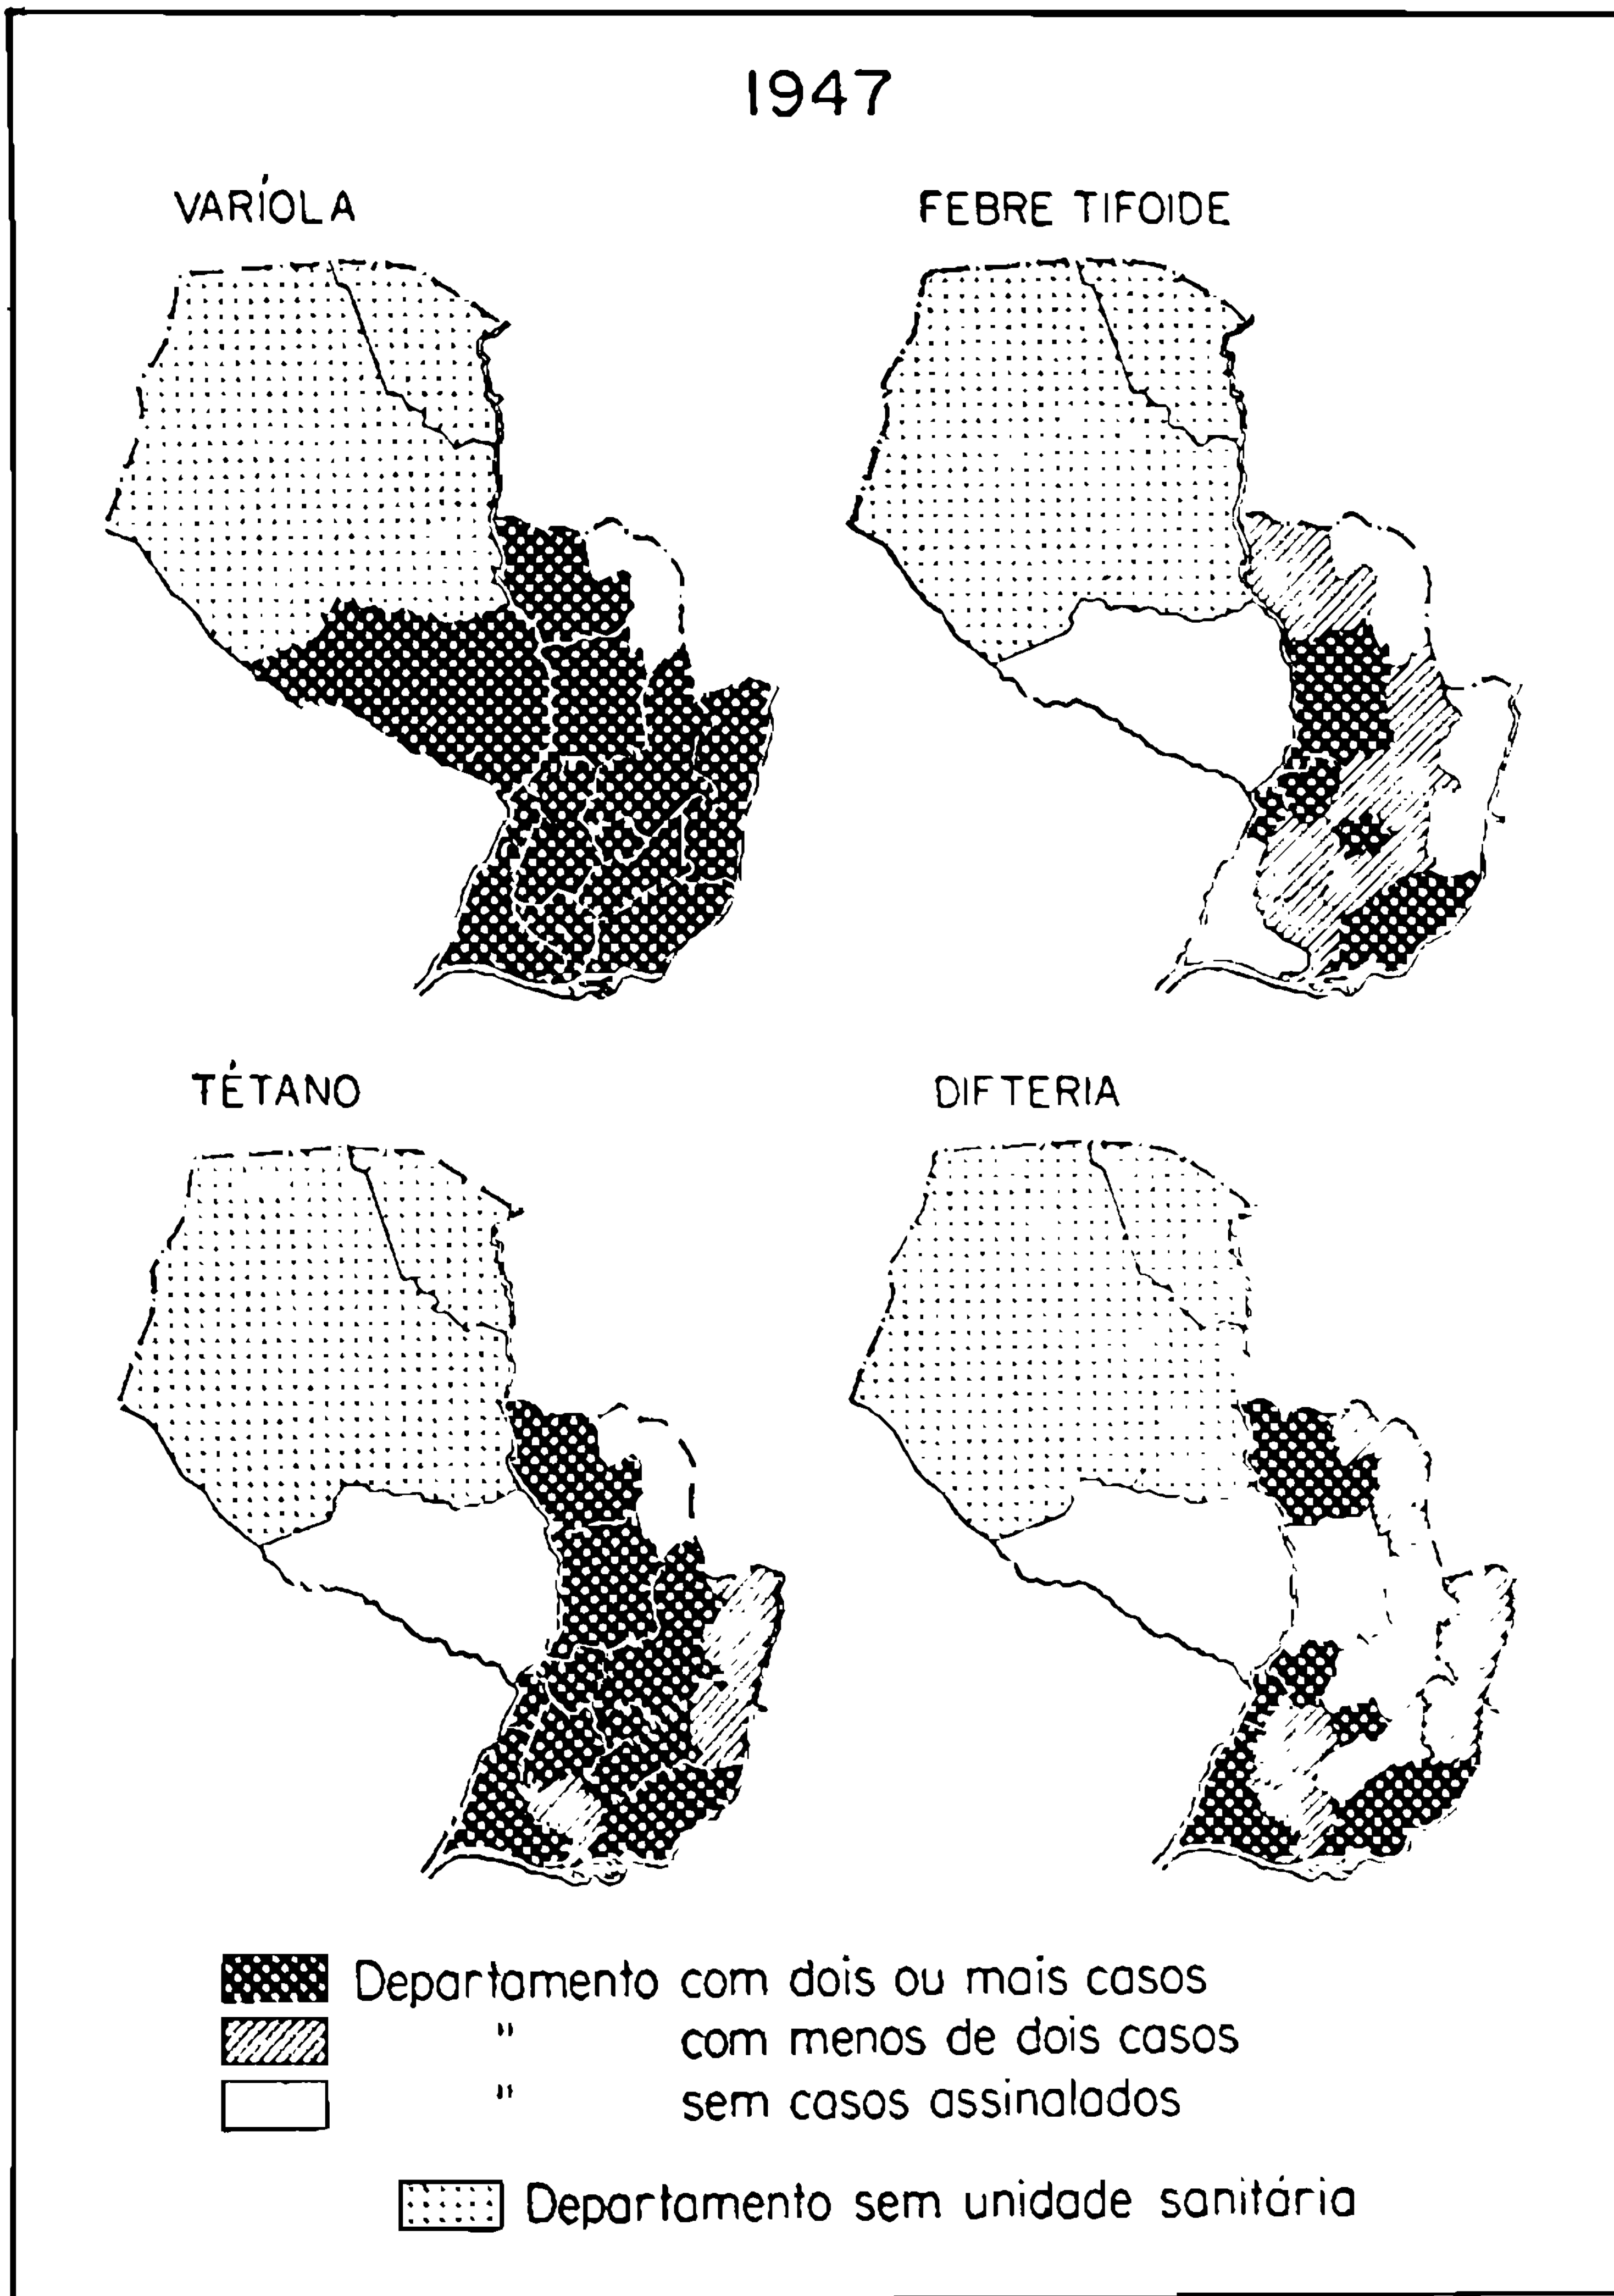 1947
VARÍOLA
FEBRE TIFOIDE
TÉTANO
DIFTERIA
Departamento com dois ou mais casos
" com menos de dois casos
" sem casos assinalados
Departamento sem unidade sanitária